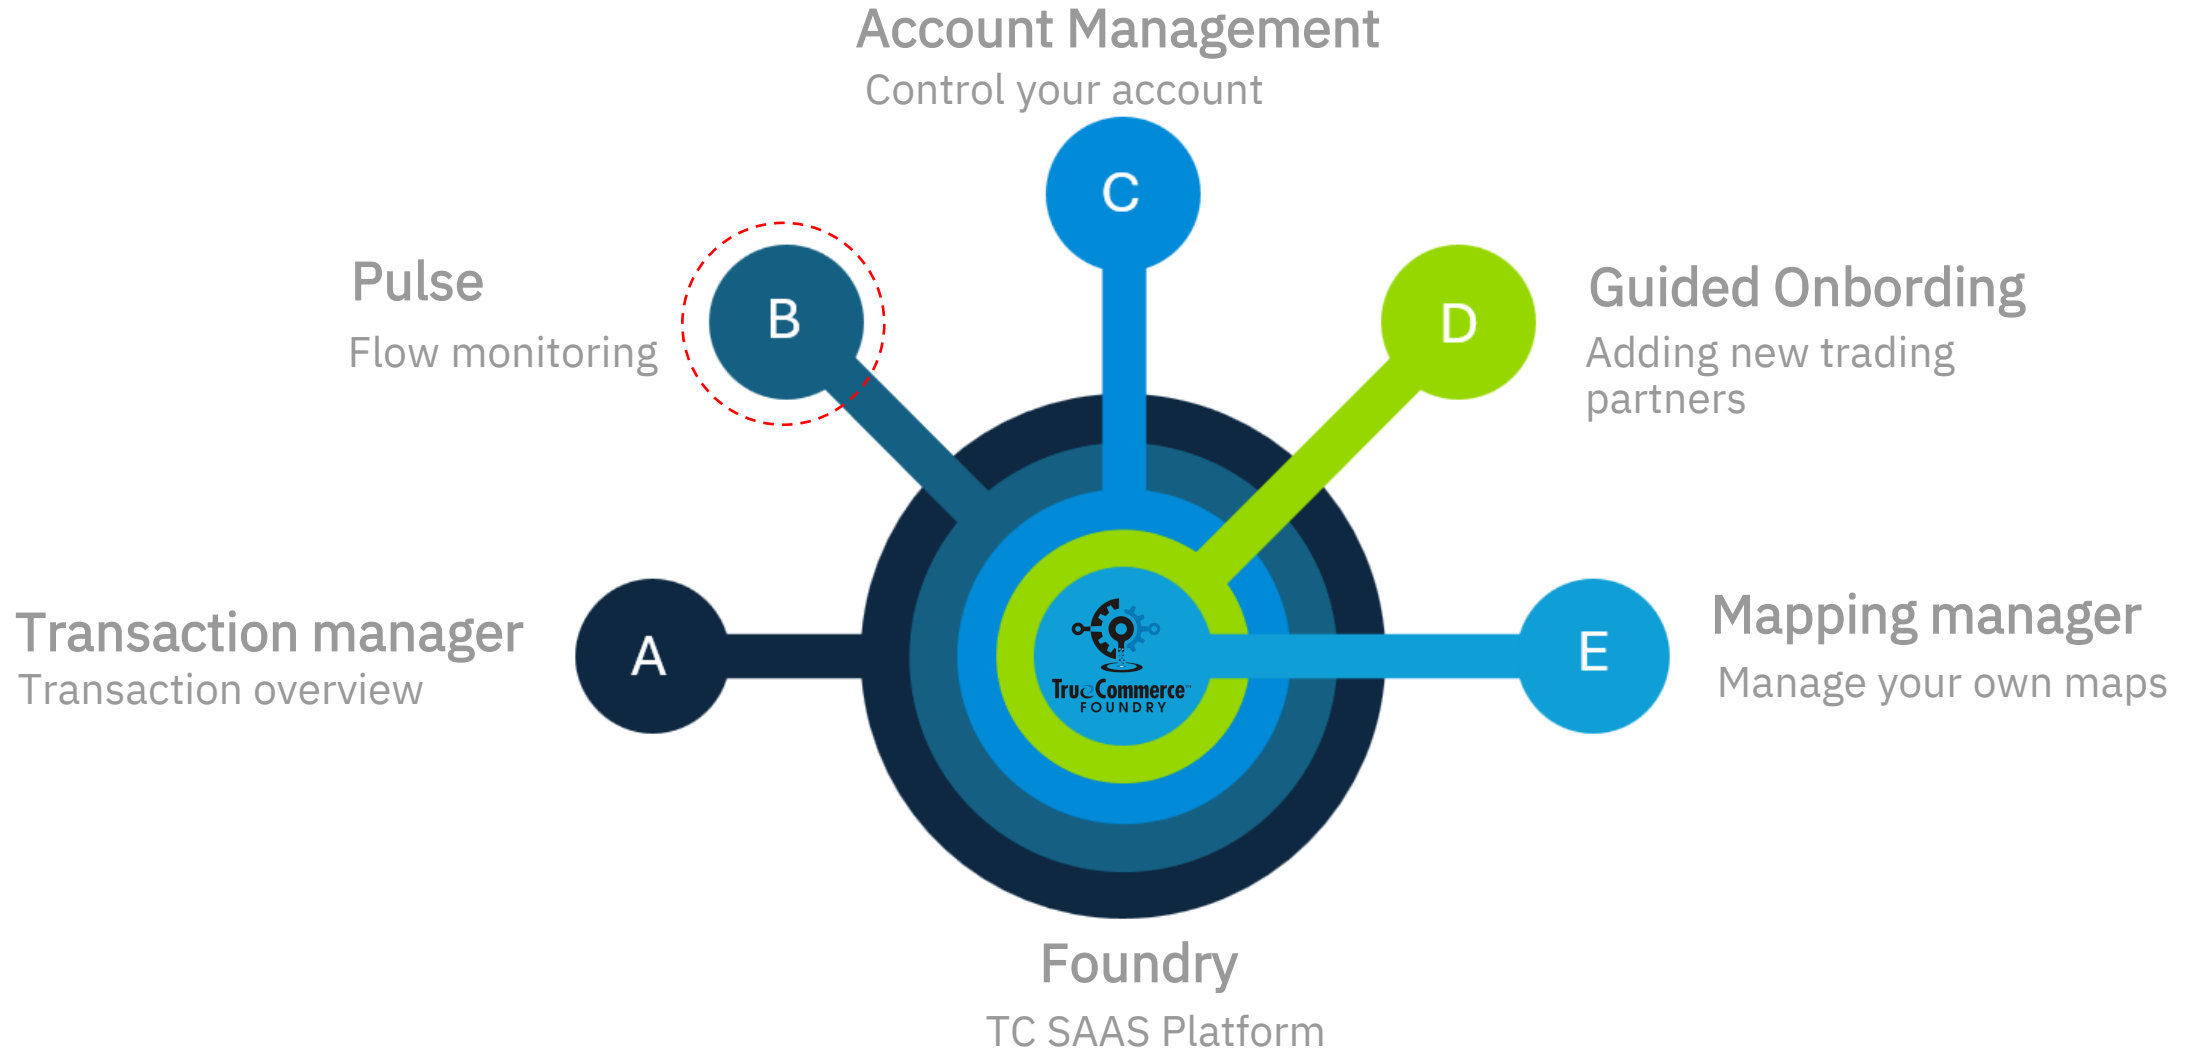 Account Management
Control your account
C
Pulse
Flow monitoring
B
D
Guided Onbording
Adding new trading
partners
Transaction manager
Transaction overview
A
TrueCommerce™
FOUNDRY
E
Mapping manager
Manage your own maps
Foundry
TC SAAS Platform